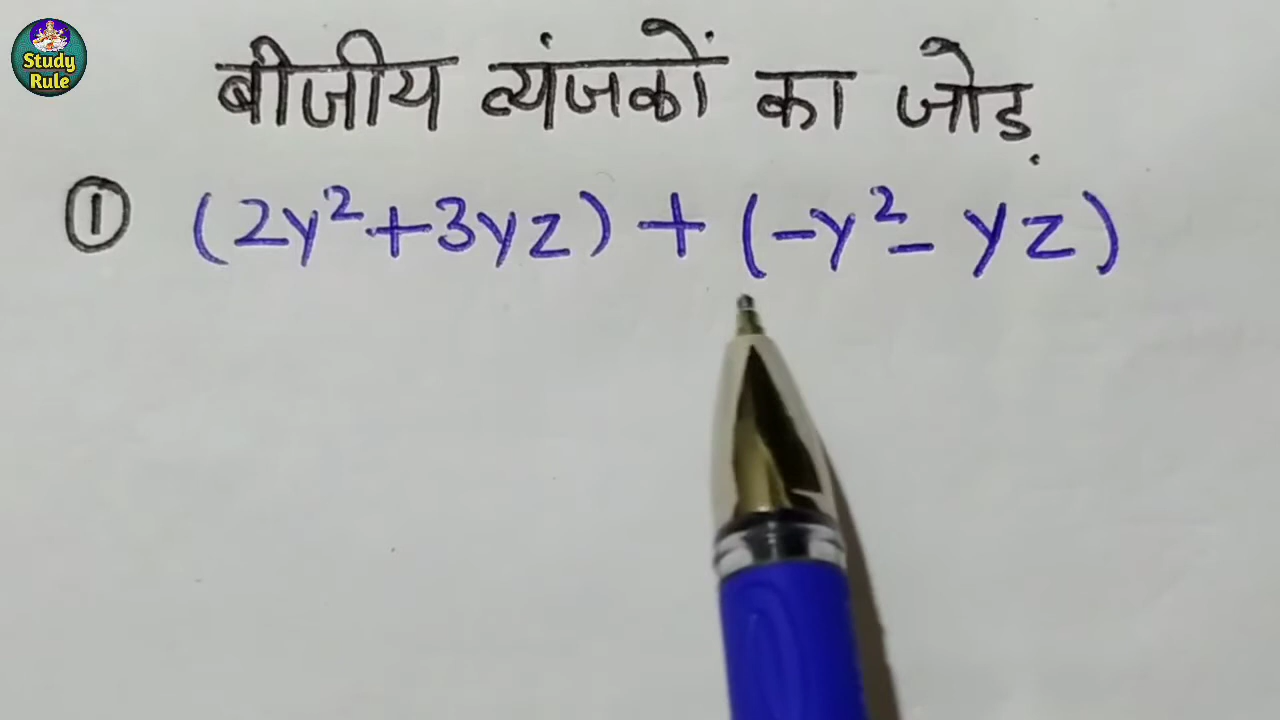 Study
Rule
बीजीय व्यंजकों का जोड़
① (2y²+3yz) + (-y²- yz)